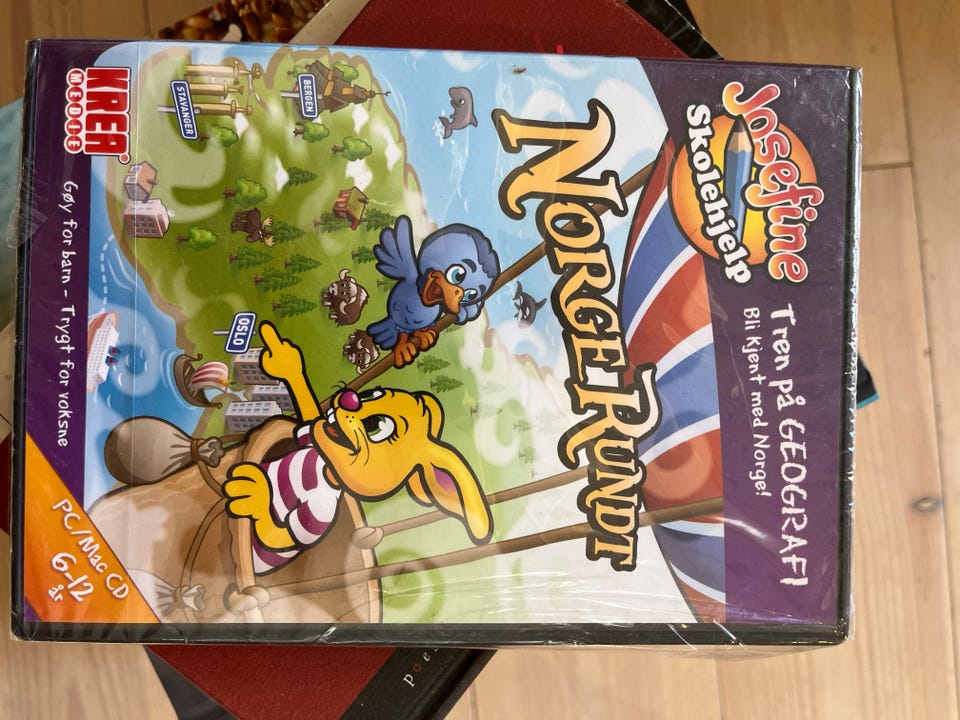 Josefine
Skolehjelp
Tren på GEOGRAFI
Bli kjent med Norge!
NORGE RUNDT
BERGEN
STAVANGER
OSLO
KREA®
MEDIE
Gøy for barn – Trygt for voksne
PC/Mac CD
6-12
år